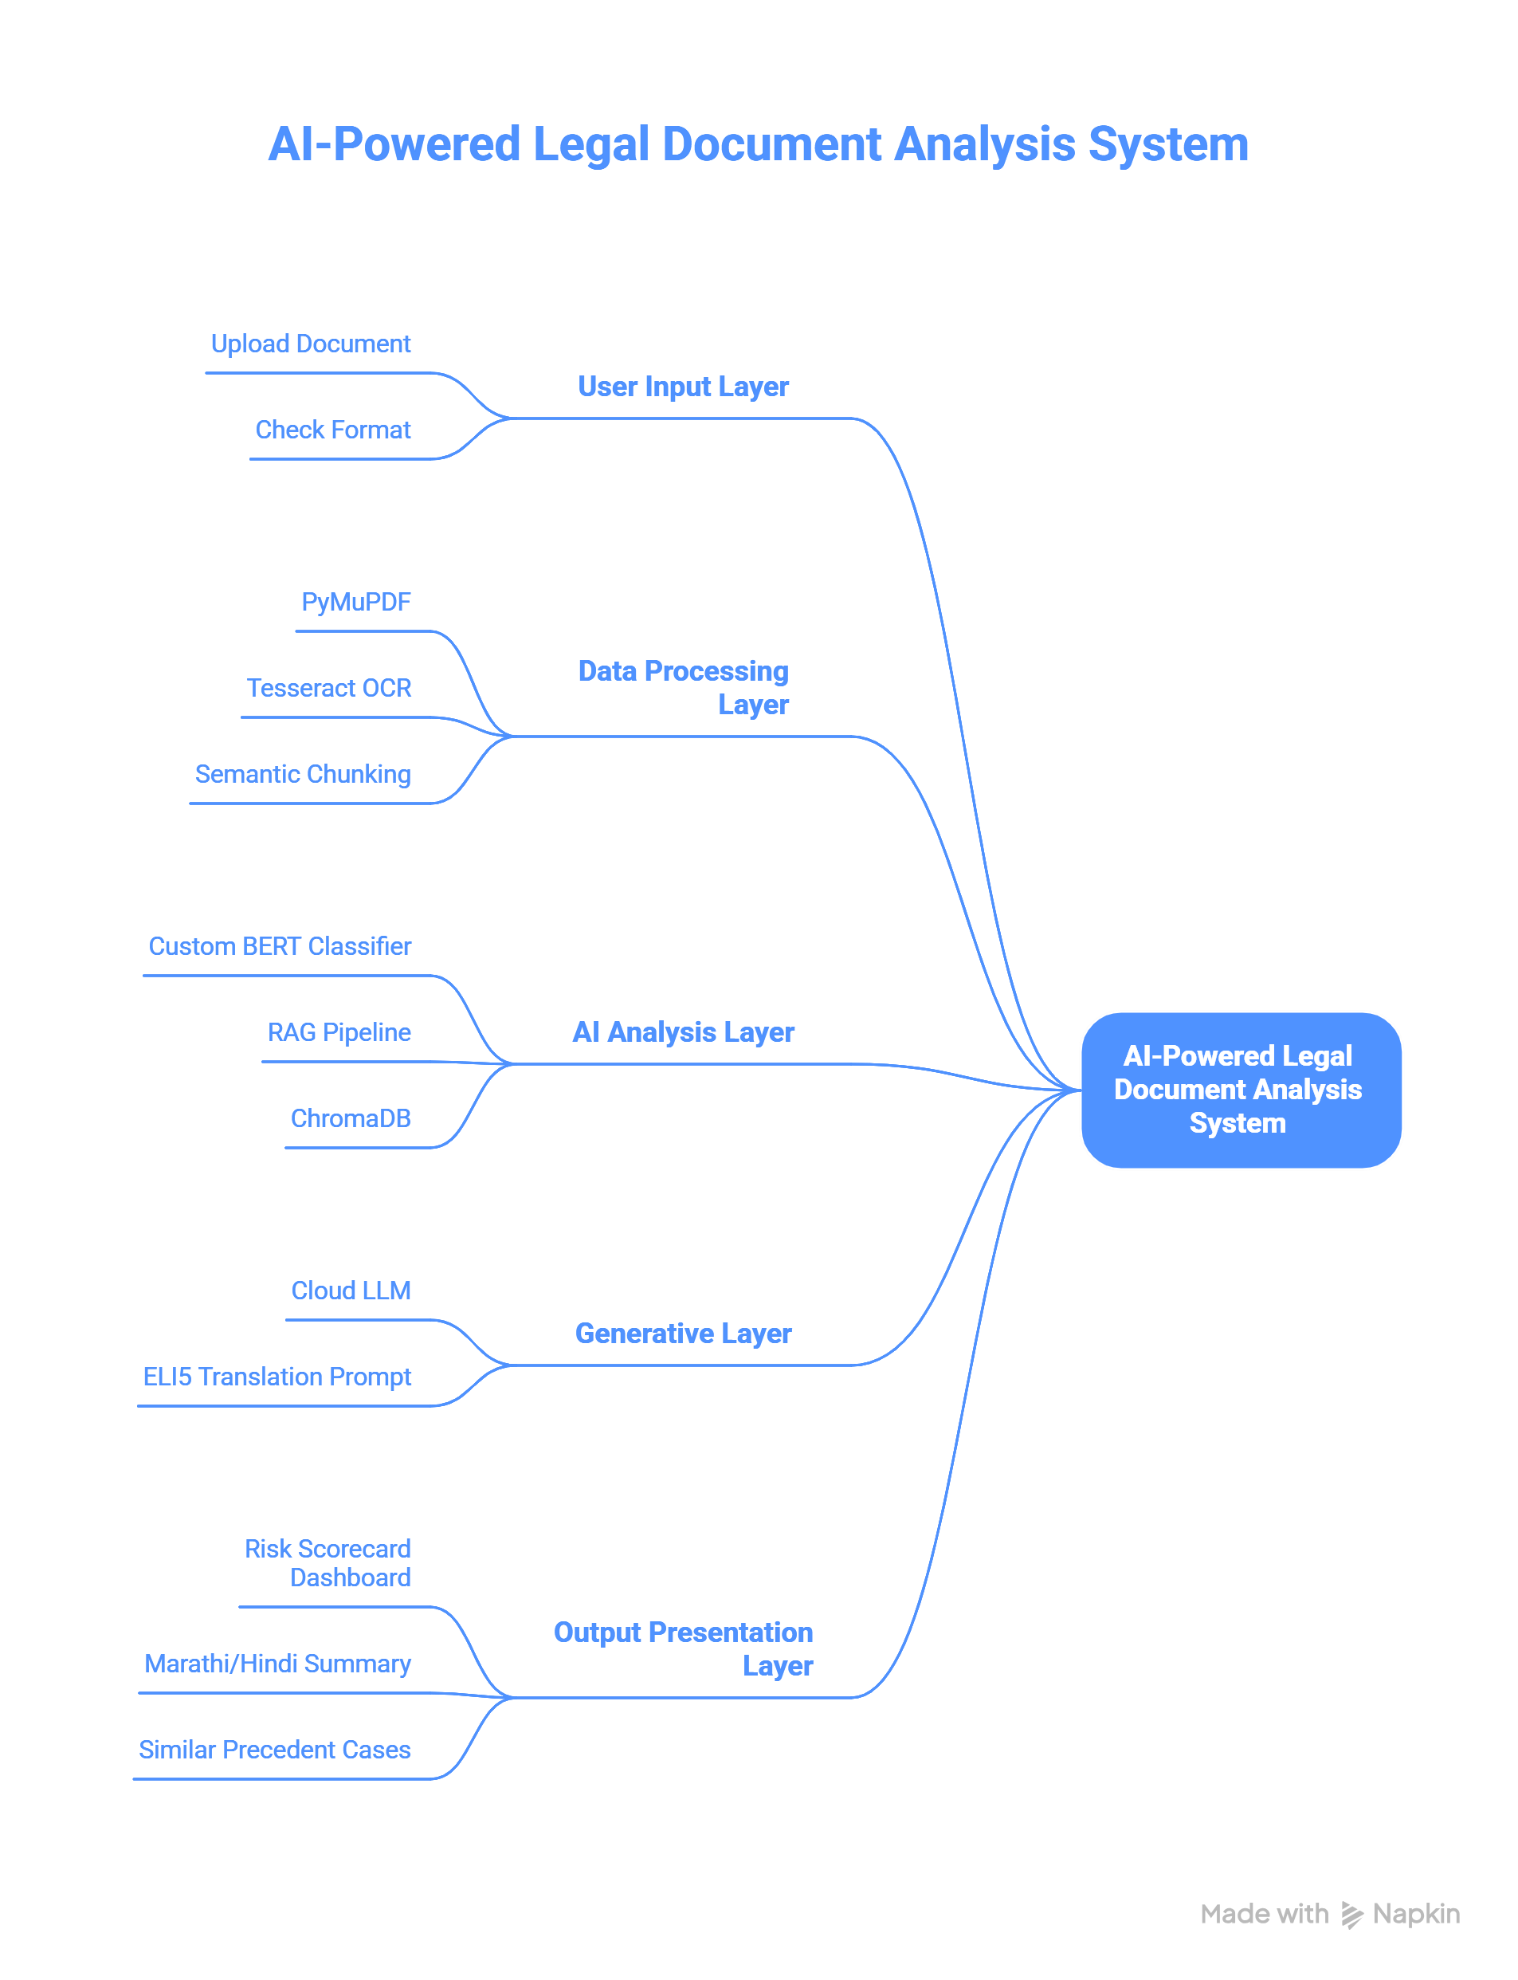 AI-Powered Legal Document Analysis System
Upload Document
Check Format
User Input Layer
PyMuPDF
Tesseract OCR
Semantic Chunking
Data Processing
Layer
Custom BERT Classifier
RAG Pipeline
ChromaDB
AI Analysis Layer
AI-Powered Legal
Document Analysis
System
Cloud LLM
ELI5 Translation Prompt
Generative Layer
Risk Scorecard
Dashboard
Marathi/Hindi Summary
Similar Precedent Cases
Output Presentation
Layer
Made with Napkin